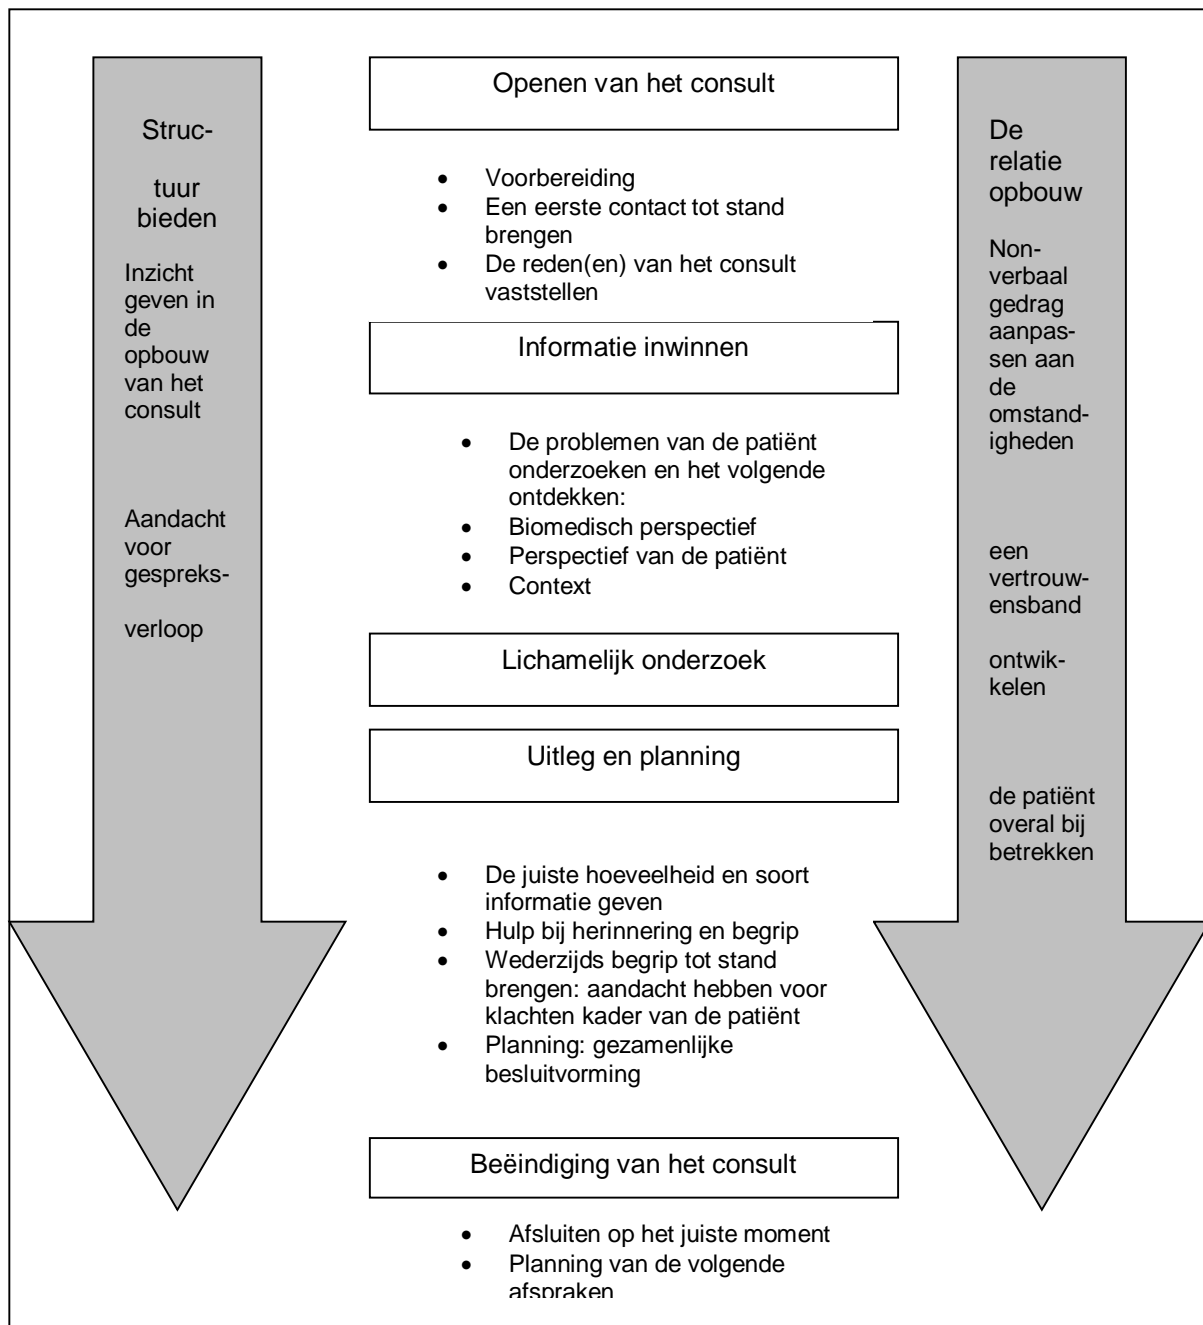 Struc-
tuur
bieden
Inzicht
geven in
de
opbouw
van het
consult
Aandacht
voor
gespreks-
verloop
Openen van het consult
• Voorbereiding
• Een eerste contact tot stand
brengen
• De reden(en) van het consult
vaststellen
Informatie inwinnen
• De problemen van de patiënt
onderzoeken en het volgende
ontdekken:
• Biomedisch perspectief
• Perspectief van de patiënt
• Context
Lichamelijk onderzoek
Uitleg en planning
• De juiste hoeveelheid en soort
informatie geven
• Hulp bij herinnering en begrip
• Wederzijds begrip tot stand
brengen: aandacht hebben voor
klachten kader van de patiënt
• Planning: gezamenlijke
besluitvorming
Beëindiging van het consult
• Afsluiten op het juiste moment
• Planning van de volgende
afspraken
De
relatie
opbouw
Non-
verbaal
gedrag
aanpas-
sen aan
de
omstand-
igheden
een
vertrouw-
ensband
ontwik-
kelen
de patiënt
overal bij
betrekken